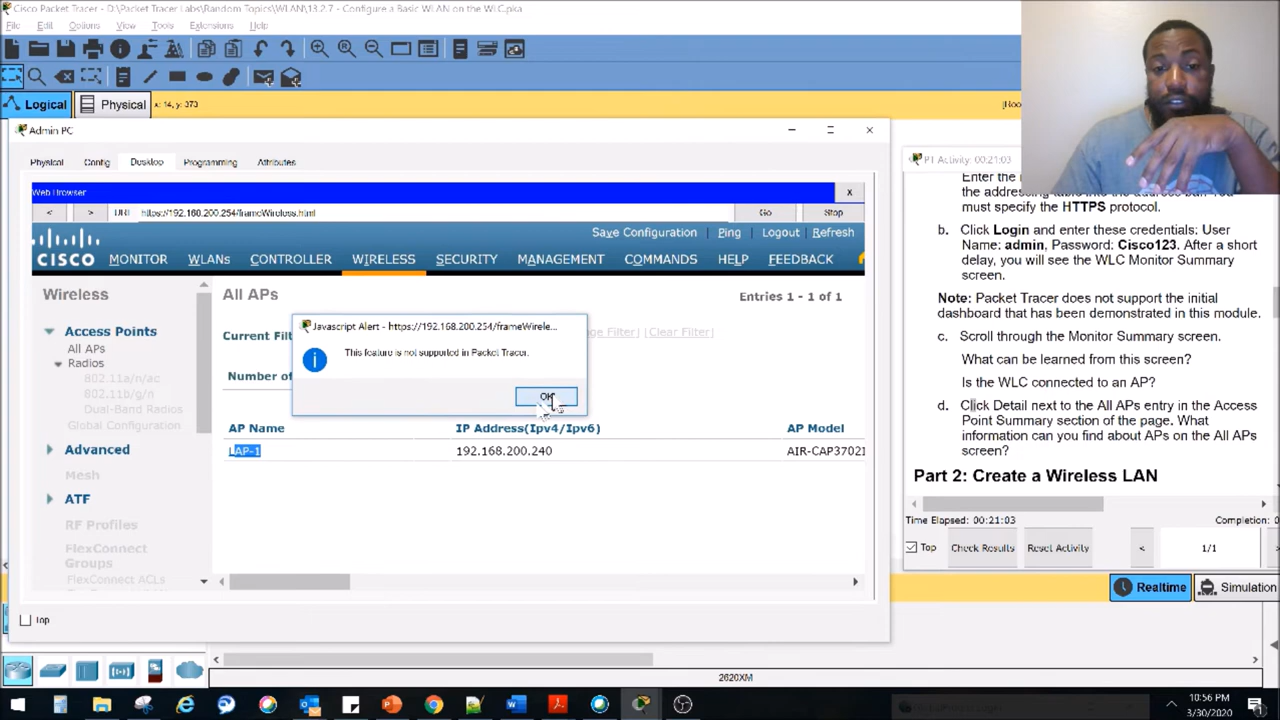 Cisco Packet Tracer - D:\Packet Tracer Labs\Random Topics\WLAN\13.2.7 - Configure a Basic WLAN on the WLC.pka
File Edit Options View Tools Extensions Help
Logical Physical x: 14, y: 373 [Roo
Admin PC
Physical Config Desktop Programming Attributes
Web Browser X
< > URL https://192.168.200.254/frameWireless.html Go Stop
Save Configuration Ping Logout Refresh
CISCO MONITOR WLANs CONTROLLER WIRELESS SECURITY MANAGEMENT COMMANDS HELP FEEDBACK
Wireless
Access Points
All APs
Radios
802.11a/n/ac
802.11b/g/n
Dual-Band Radios
Global Configuration
Advanced
Mesh
ATF
RF Profiles
FlexConnect
Groups
FlexConnect ACLs
All APs Entries 1 - 1 of 1
Current Filt ge Filter] [Clear Filter]
Number of
AP Name IP Address(Ipv4/Ipv6) AP Model
LAP-1 192.168.200.240 AIR-CAP3702I
Javascript Alert - https://192.168.200.254/frameWirele...
This feature is not supported in Packet Tracer.
OK
Top
PT Activity: 00:21:03
Enter the
the addressing table into the address bar.
must specify the HTTPS protocol.
b. Click Login and enter these credentials: User
Name: admin, Password: Cisco123. After a short
delay, you will see the WLC Monitor Summary
screen.
Note: Packet Tracer does not support the initial
dashboard that has been demonstrated in this module.
c. Scroll through the Monitor Summary screen.
What can be learned from this screen?
Is the WLC connected to an AP?
d. Click Detail next to the All APs entry in the Access
Point Summary section of the page. What
information can you find about APs on the All APs
screen?
Part 2: Create a Wireless LAN
Time Elapsed: 00:21:03 Completion: 0
Top Check Results Reset Activity < 1/1 >
Realtime Simulation
2620XM
10:56 PM
3/30/2020